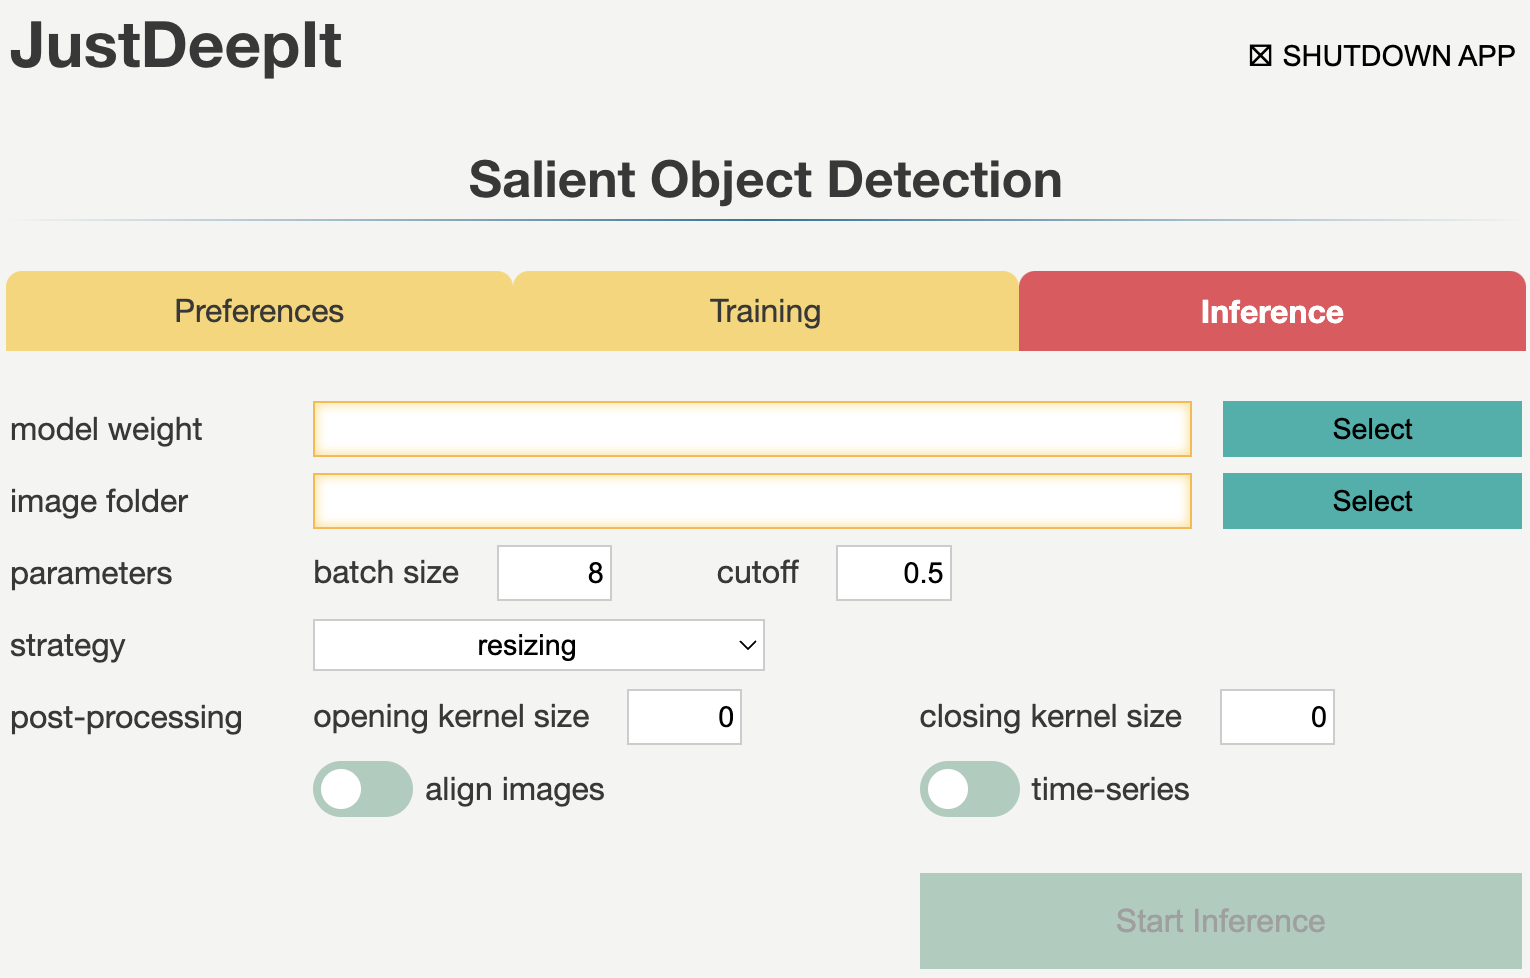 JustDeepIt
SHUTDOWN APP
Salient Object Detection
Preferences Training Inference
model weight Select
image folder Select
parameters batch size 8 cutoff 0.5
strategy resizing
post-processing opening kernel size 0 closing kernel size 0
align images time-series
Start Inference